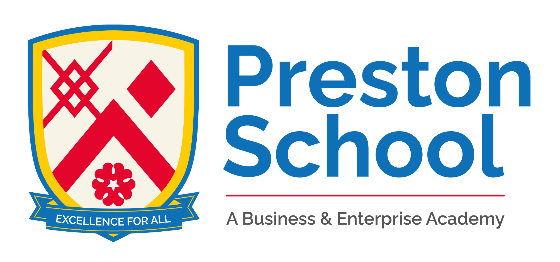 Preston
School
A Business & Enterprise Academy
EXCELLENCE FOR ALL